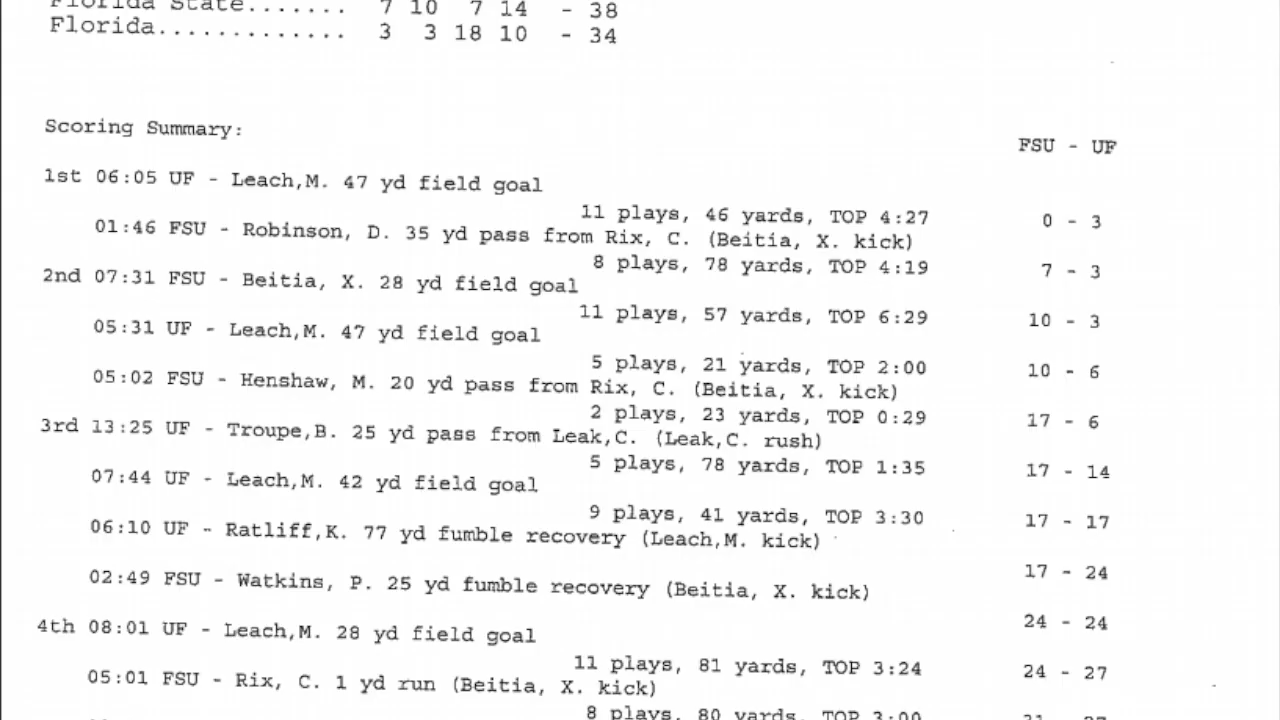 Florida State.......  7 10  7 14  - 38
Florida.............  3  3 18 10  - 34
Scoring Summary:
FSU - UF
1st 06:05 UF - Leach,M. 47 yd field goal
11 plays, 46 yards, TOP 4:27  0 - 3
01:46 FSU - Robinson, D. 35 yd pass from Rix, C. (Beitia, X. kick)
8 plays, 78 yards, TOP 4:19  7 - 3
2nd 07:31 FSU - Beitia, X. 28 yd field goal
11 plays, 57 yards, TOP 6:29  10 - 3
05:31 UF - Leach,M. 47 yd field goal
5 plays, 21 yards, TOP 2:00  10 - 6
05:02 FSU - Henshaw, M. 20 yd pass from Rix, C. (Beitia, X. kick)
2 plays, 23 yards, TOP 0:29  17 - 6
3rd 13:25 UF - Troupe,B. 25 yd pass from Leak,C. (Leak,C. rush)
5 plays, 78 yards, TOP 1:35  17 - 14
07:44 UF - Leach,M. 42 yd field goal
9 plays, 41 yards, TOP 3:30  17 - 17
06:10 UF - Ratliff,K. 77 yd fumble recovery (Leach,M. kick)
17 - 24
02:49 FSU - Watkins, P. 25 yd fumble recovery (Beitia, X. kick)
24 - 24
4th 08:01 UF - Leach,M. 28 yd field goal
11 plays, 81 yards, TOP 3:24  24 - 27
05:01 FSU - Rix, C. 1 yd run (Beitia, X. kick)
8 plays, 80 yards, TOP 3:00  31 - 27